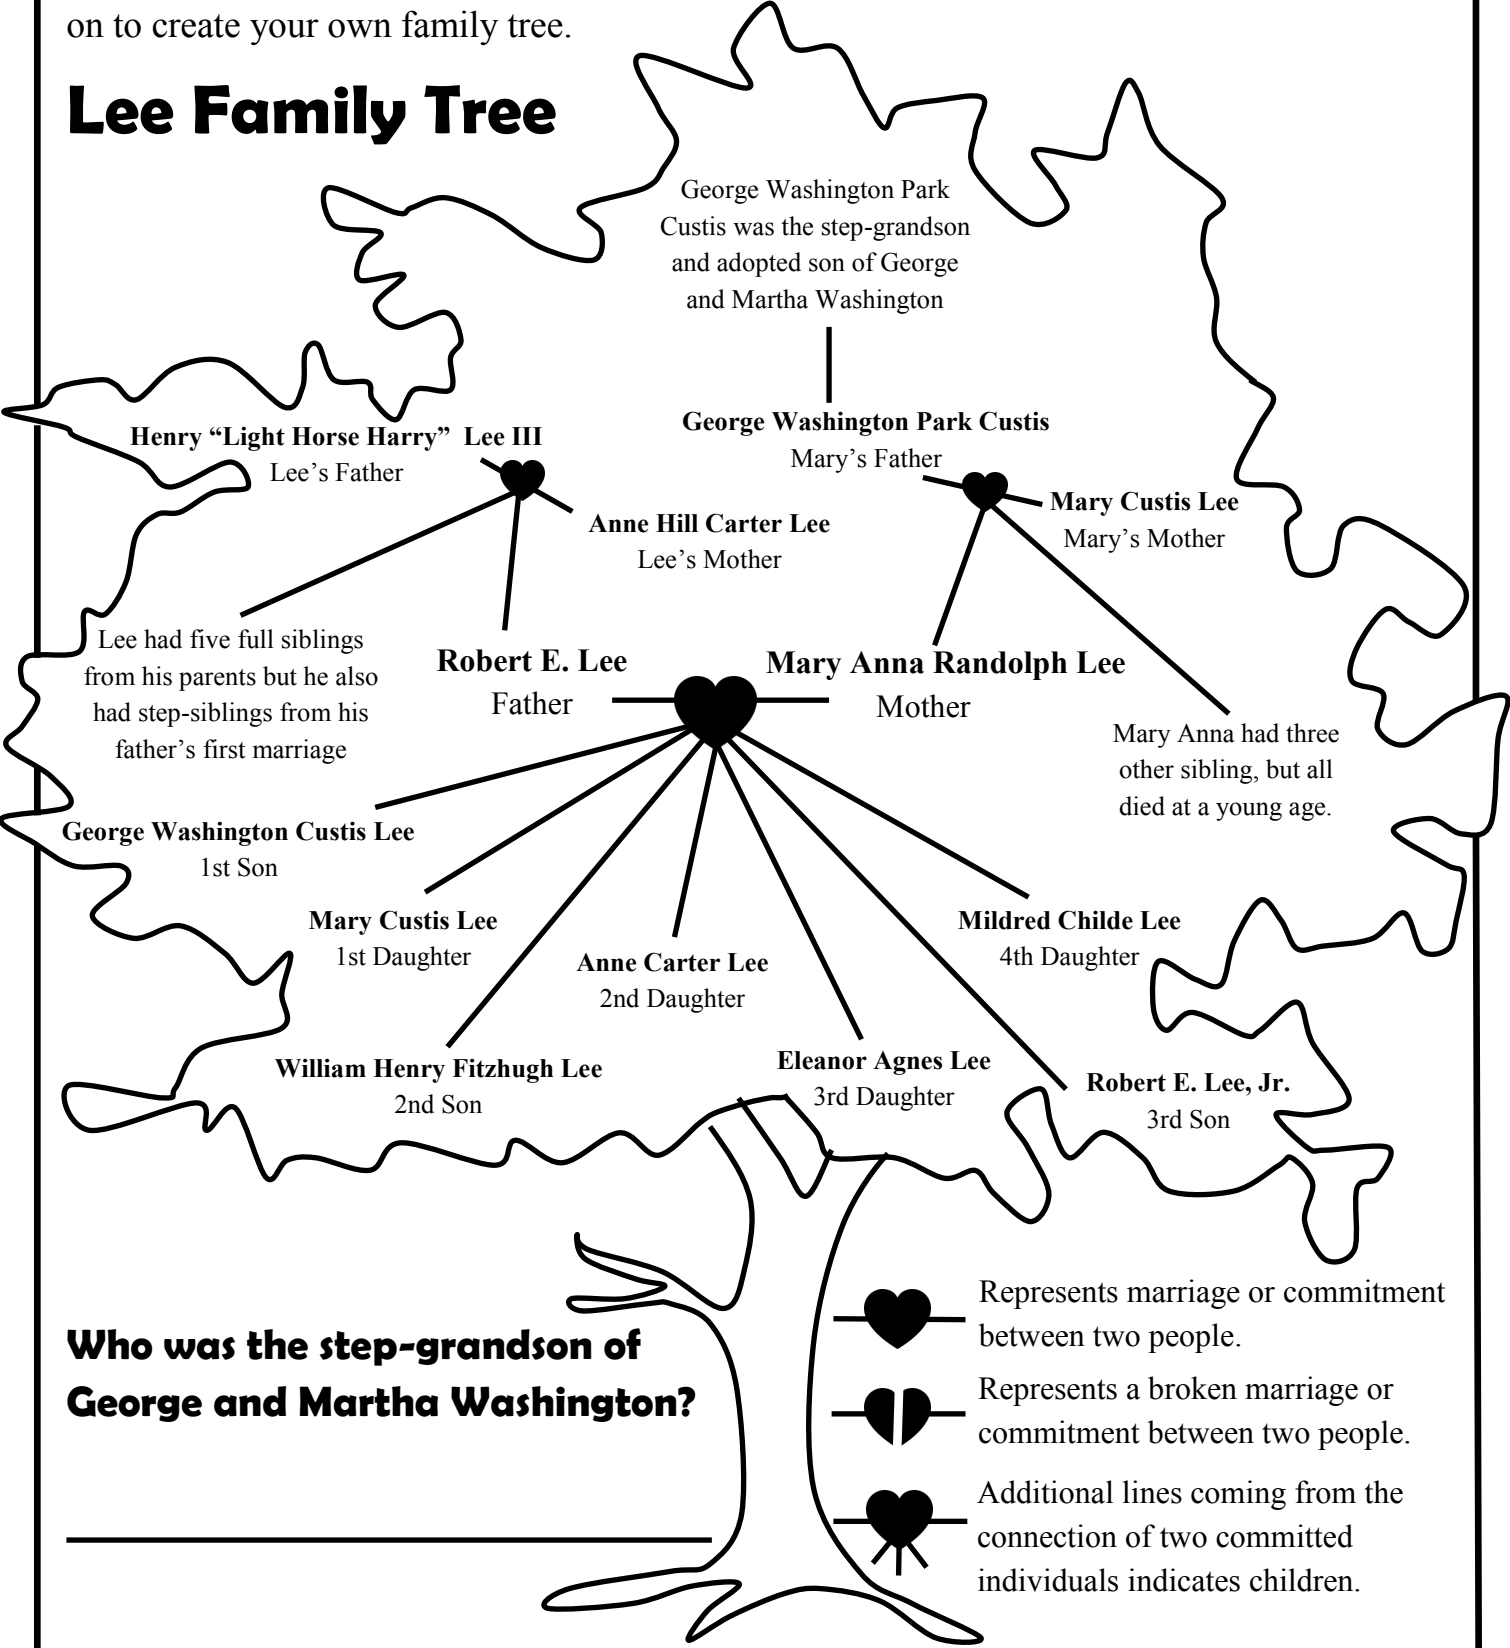 on to create your own family tree.
Lee Family Tree
George Washington Park
Custis was the step-grandson
and adopted son of George
and Martha Washington
George Washington Park Custis
Mary's Father
Henry “Light Horse Harry”  Lee III
Lee's Father
Mary Custis Lee
Mary's Mother
Anne Hill Carter Lee
Lee's Mother
Lee had five full siblings
from his parents but he also
had step-siblings from his
father's first marriage
Robert E. Lee
Father
Mary Anna Randolph Lee
Mother
Mary Anna had three
other sibling, but all
died at a young age.
George Washington Custis Lee
1st Son
Mary Custis Lee
1st Daughter
Anne Carter Lee
2nd Daughter
Mildred Childe Lee
4th Daughter
William Henry Fitzhugh Lee
2nd Son
Eleanor Agnes Lee
3rd Daughter
Robert E. Lee, Jr.
3rd Son
Who was the step-grandson of
George and Martha Washington?
Represents marriage or commitment
between two people.
Represents a broken marriage or
commitment between two people.
Additional lines coming from the
connection of two committed
individuals indicates children.